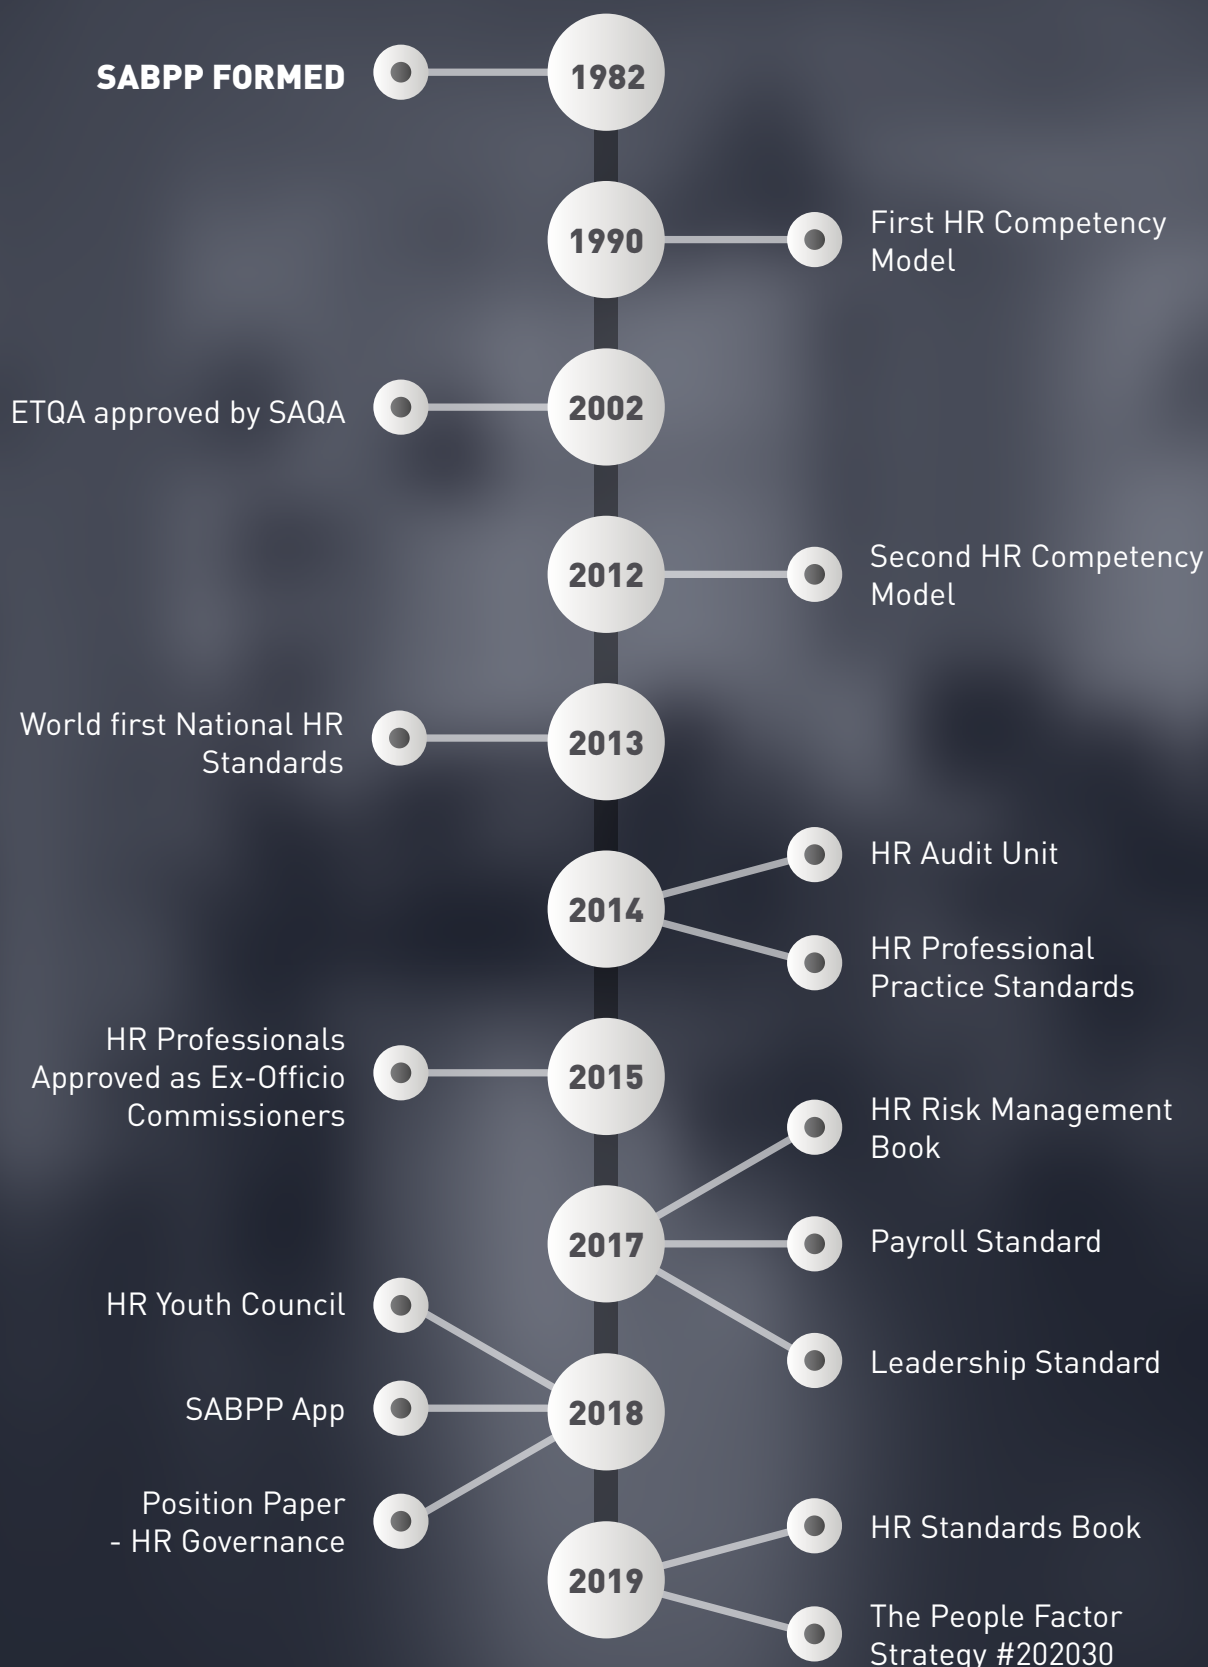 SABPP FORMED
1982
1990
First HR Competency
Model
ETQA approved by SAQA
2002
2012
Second HR Competency
Model
World first National HR
Standards
2013
2014
HR Audit Unit
HR Professional
Practice Standards
HR Professionals
Approved as Ex-Officio
Commissioners
2015
2017
HR Risk Management
Book
Payroll Standard
Leadership Standard
HR Youth Council
SABPP App
Position Paper
- HR Governance
2018
2019
HR Standards Book
The People Factor
Strategy #202030